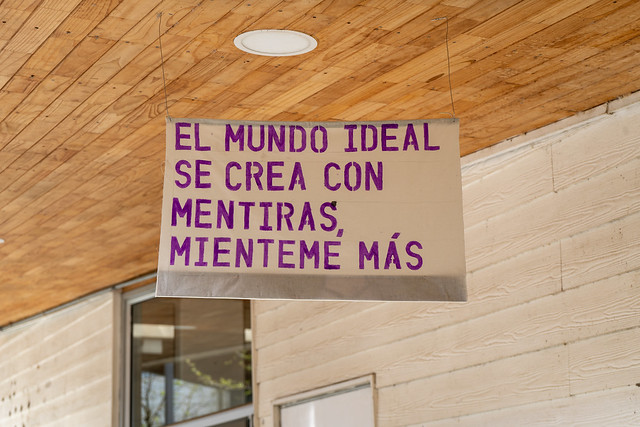 EL MUNDO IDEAL
SE CREA CON
MENTIRAS,
MIENTEME MÁS